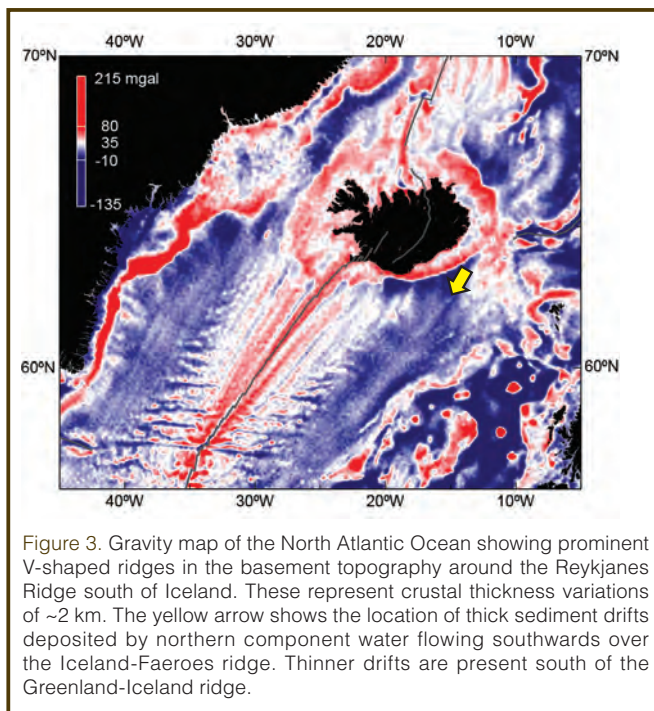 40ºW 30ºW 20ºW 10ºW
70ºN 70ºN
215 mgal
80
35
-10
-135
60ºN 60ºN
40ºW 30ºW 20ºW 10ºW
Figure 3. Gravity map of the North Atlantic Ocean showing prominent
V-shaped ridges in the basement topography around the Reykjanes
Ridge south of Iceland. These represent crustal thickness variations
of ~2 km. The yellow arrow shows the location of thick sediment drifts
deposited by northern component water flowing southwards over
the Iceland-Faeroes ridge. Thinner drifts are present south of the
Greenland-Iceland ridge.